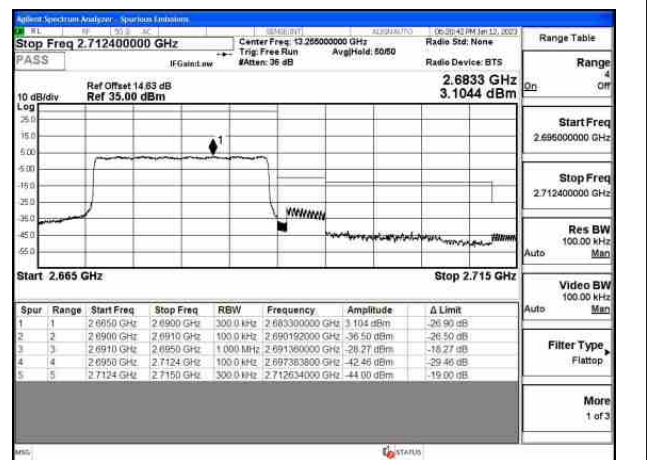 Agilent Spectrum Analyzer - Spurious Emissions
RL RF 50 Ω AC SENSE:INT ALIGN AUTO 06:20:42 PM Jan 12, 2023
Stop Freq 2.712400000 GHz
Center Freq: 13.255000000 GHz
Radio Std: None
PASS
IFGain:Low
Trig: Free Run
Avg|Hold: 50/50
#Atten: 36 dB
Radio Device: BTS
Ref Offset 14.63 dB
2.6833 GHz
10 dB/div
Ref 35.00 dBm
3.1044 dBm
Log
25.0
15.0
5.00
-5.00
-15.0
-25.0
-35.0
-45.0
-55.0
1
Start 2.665 GHz
Stop 2.715 GHz
Spur Range Start Freq Stop Freq RBW Frequency Amplitude Δ Limit
1 1 2.6650 GHz 2.6900 GHz 300.0 kHz 2.683300000 GHz 3.104 dBm -26.90 dB
2 2 2.6900 GHz 2.6910 GHz 100.0 kHz 2.690192000 GHz -36.50 dBm -26.50 dB
3 3 2.6910 GHz 2.6950 GHz 1.000 MHz 2.691360000 GHz -28.27 dBm -18.27 dB
4 4 2.6950 GHz 2.7124 GHz 100.0 kHz 2.697383800 GHz -42.46 dBm -29.46 dB
5 5 2.7124 GHz 2.7150 GHz 300.0 kHz 2.712634000 GHz -44.00 dBm -19.00 dB
MSG
STATUS
Range Table
Range
4
On Off
Start Freq
2.695000000 GHz
Stop Freq
2.712400000 GHz
Res BW
100.00 kHz
Auto Man
Video BW
100.00 kHz
Auto Man
Filter Type
Flattop
More
1 of 3